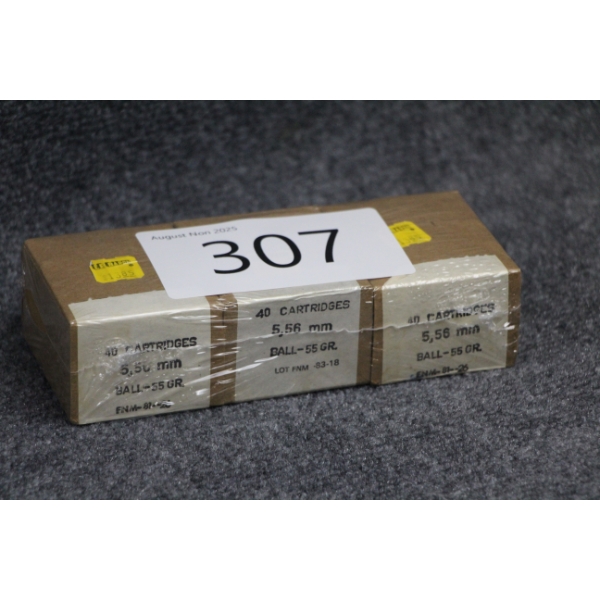 August Non 2025
307
40 CARTRIDGES
5,56 mm
BALL-55 GR.
40 CARTRIDGES
5,56 mm
BALL-55 GR.
LOT FNM -83-18
40 CARTRIDGES
5,56 mm
BALL-55 GR.